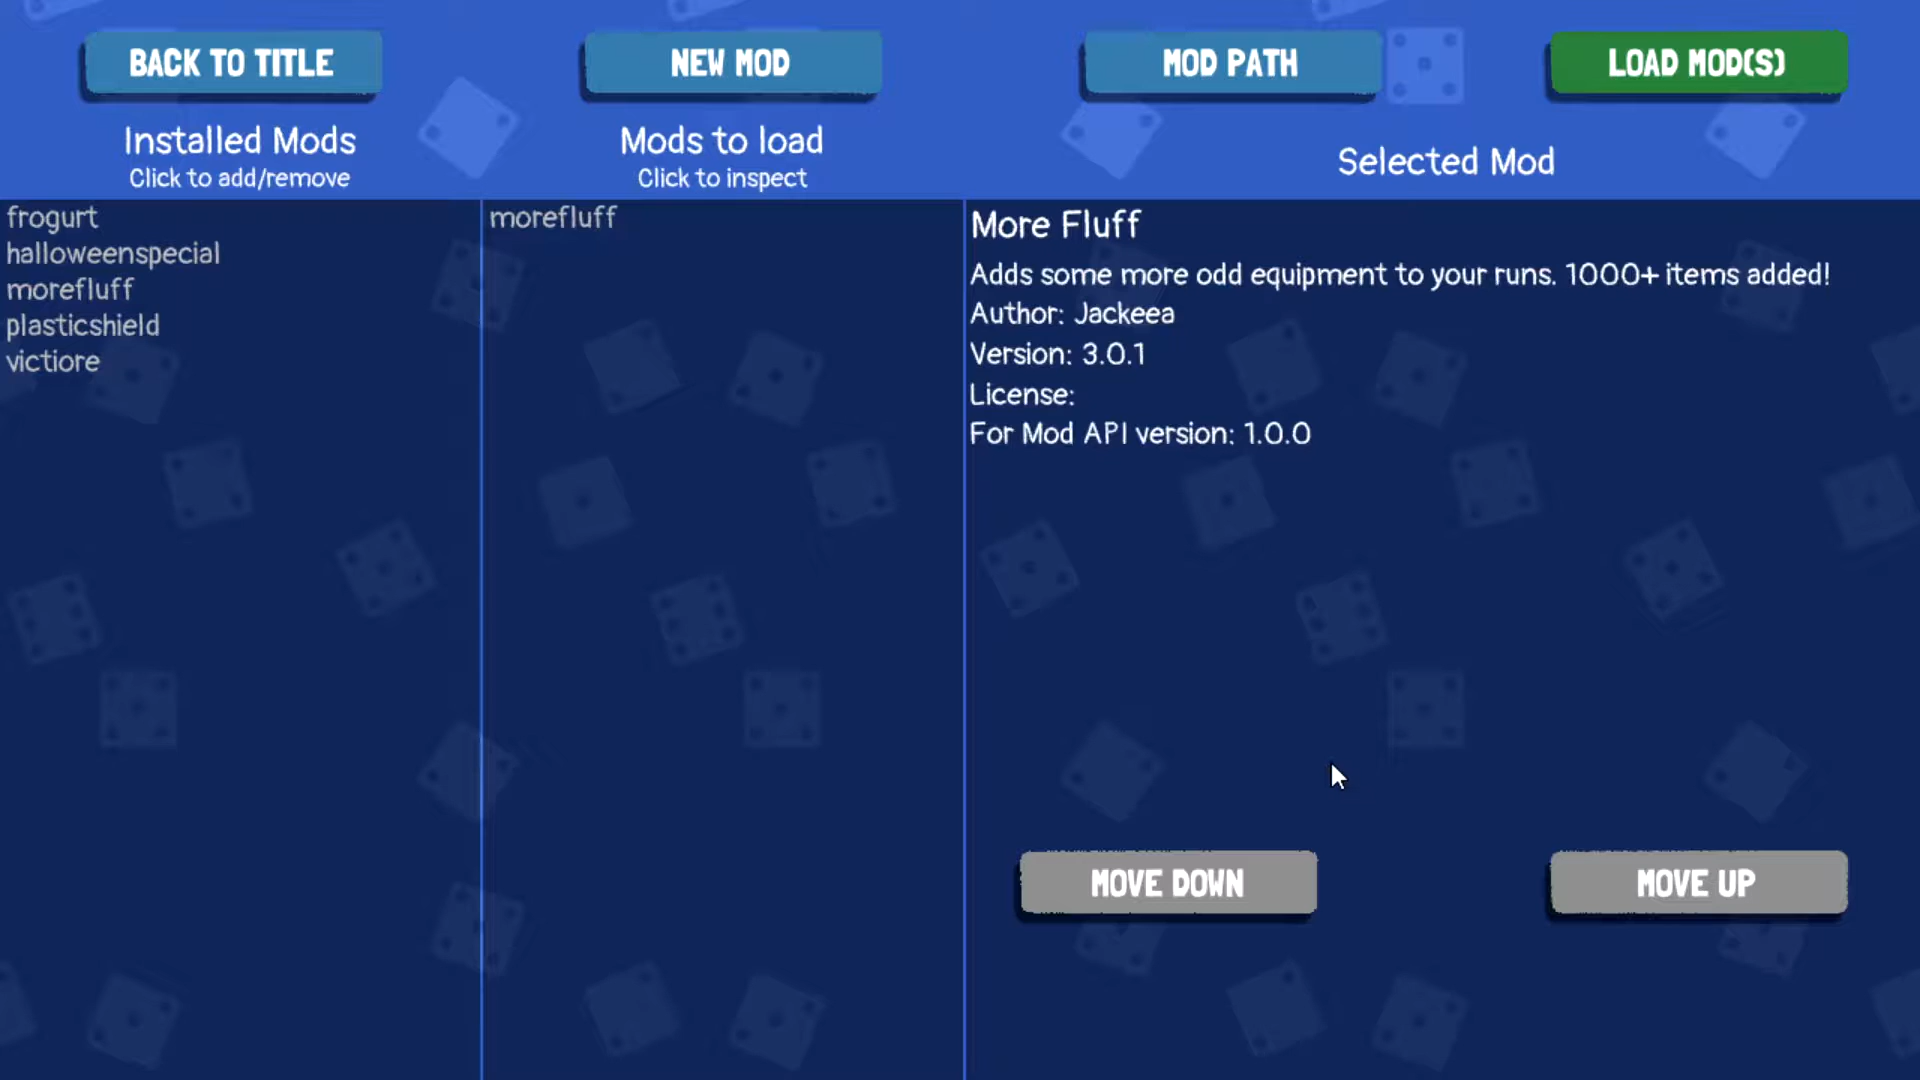 BACK TO TITLE
NEW MOD
MOD PATH
LOAD MOD(S)
Installed Mods
Click to add/remove
Mods to load
Click to inspect
Selected Mod
frogurt
halloweenspecial
morefluff
plasticshield
victiore
morefluff
More Fluff
Adds some more odd equipment to your runs. 1000+ items added!
Author: Jackeea
Version: 3.0.1
License:
For Mod API version: 1.0.0
MOVE DOWN
MOVE UP